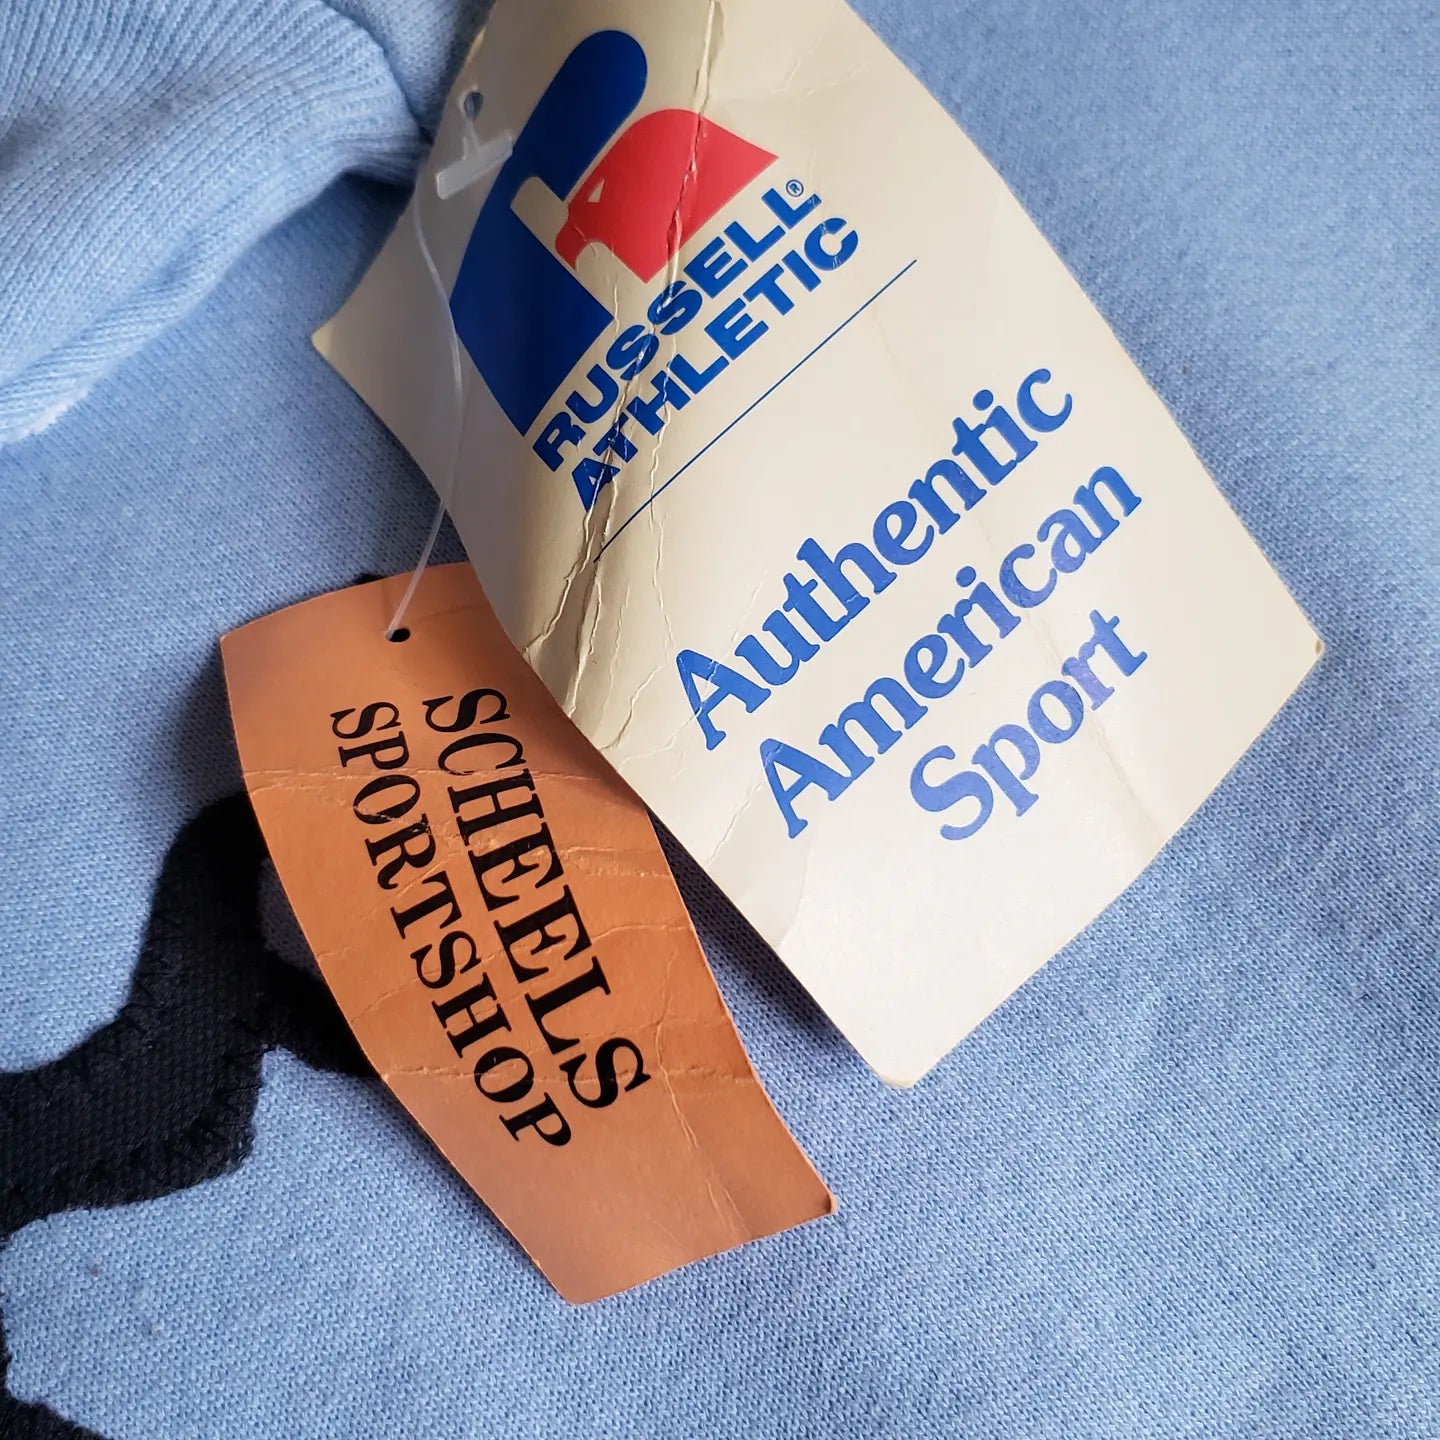 RUSSELL®
ATHLETIC
Authentic
American
Sport
SCHEELS
SPORTSHOP